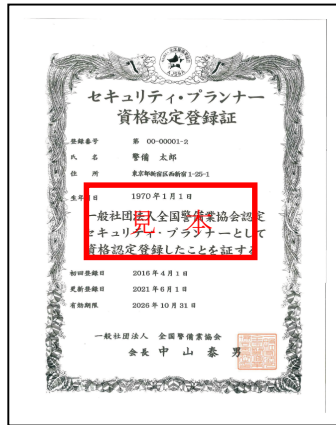 AJSSA
セキュリティ・プランナー
資格認定登録証
登録番号 第 00-00001-2
氏 名 警備 太郎
住 所 東京都新宿区西新宿1-25-1
生年月日 1970年1月1日
一般社団法人全国警備業協会認定
セキュリティ・プランナーとして
資格認定登録したことを証する
見 本
初回登録日 2016年4月1日
更新登録日 2021年6月1日
有効期限 2026年10月31日
一般社団法人 全国警備業協会
会長 中山泰男